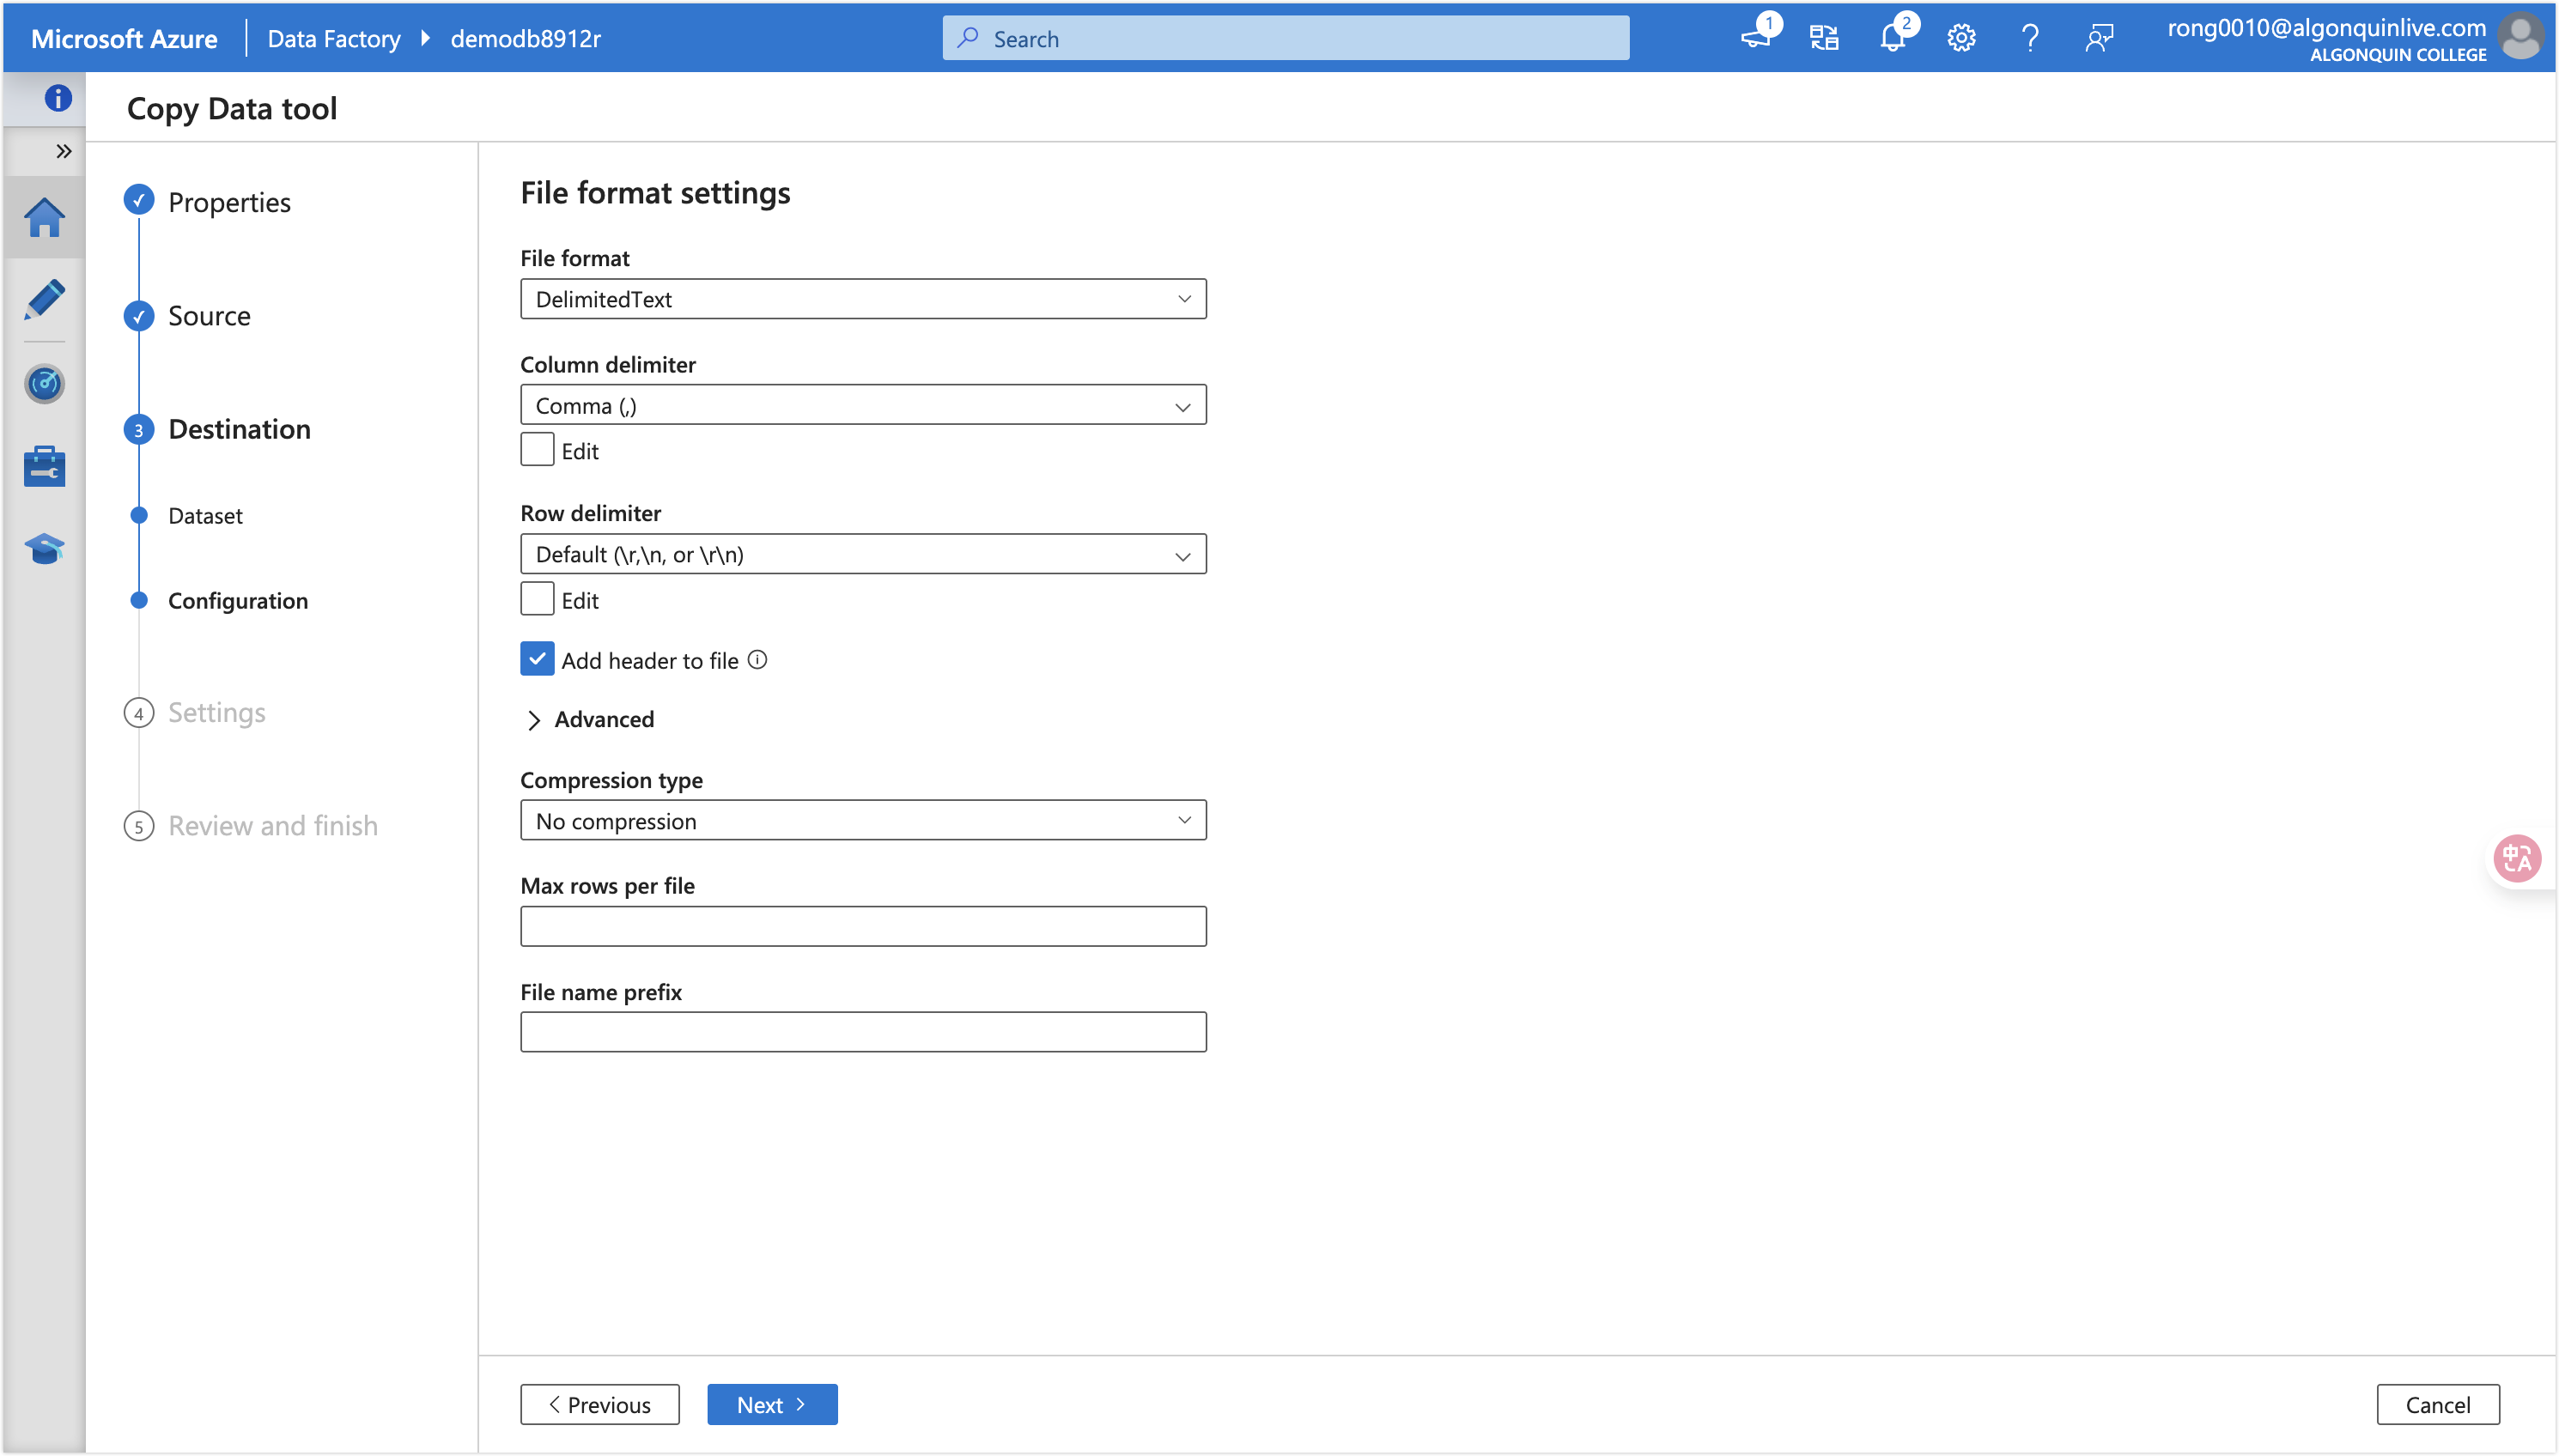 Microsoft Azure
Data Factory
demodb8912r
Search
1
2
rong0010@algonquinlive.com
ALGONQUIN COLLEGE
Copy Data tool
Properties
Source
3 Destination
Dataset
Configuration
4 Settings
5 Review and finish
File format settings
File format
DelimitedText
Column delimiter
Comma (,)
Edit
Row delimiter
Default (\r,\n, or \r\n)
Edit
Add header to file
Advanced
Compression type
No compression
Max rows per file
File name prefix
Previous
Next
Cancel
中A